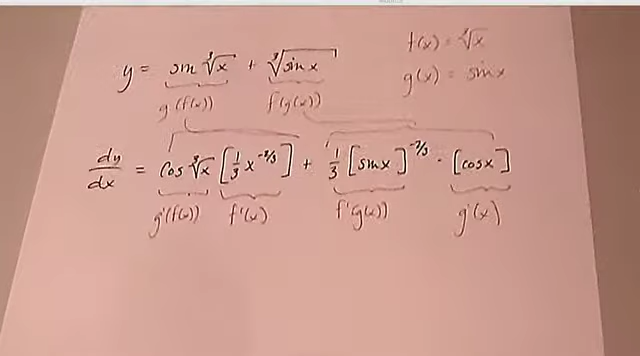 y = sin ∛x + ∛sin x
f(x) = ∛x
g(x) = sin x
g(f(x)) f(g(x))
dy/dx = cos ∛x [1/3 x^-2/3] + 1/3 [sin x]^-2/3 · [cos x]
g'(f(x)) f'(x) f'(g(x)) g'(x)